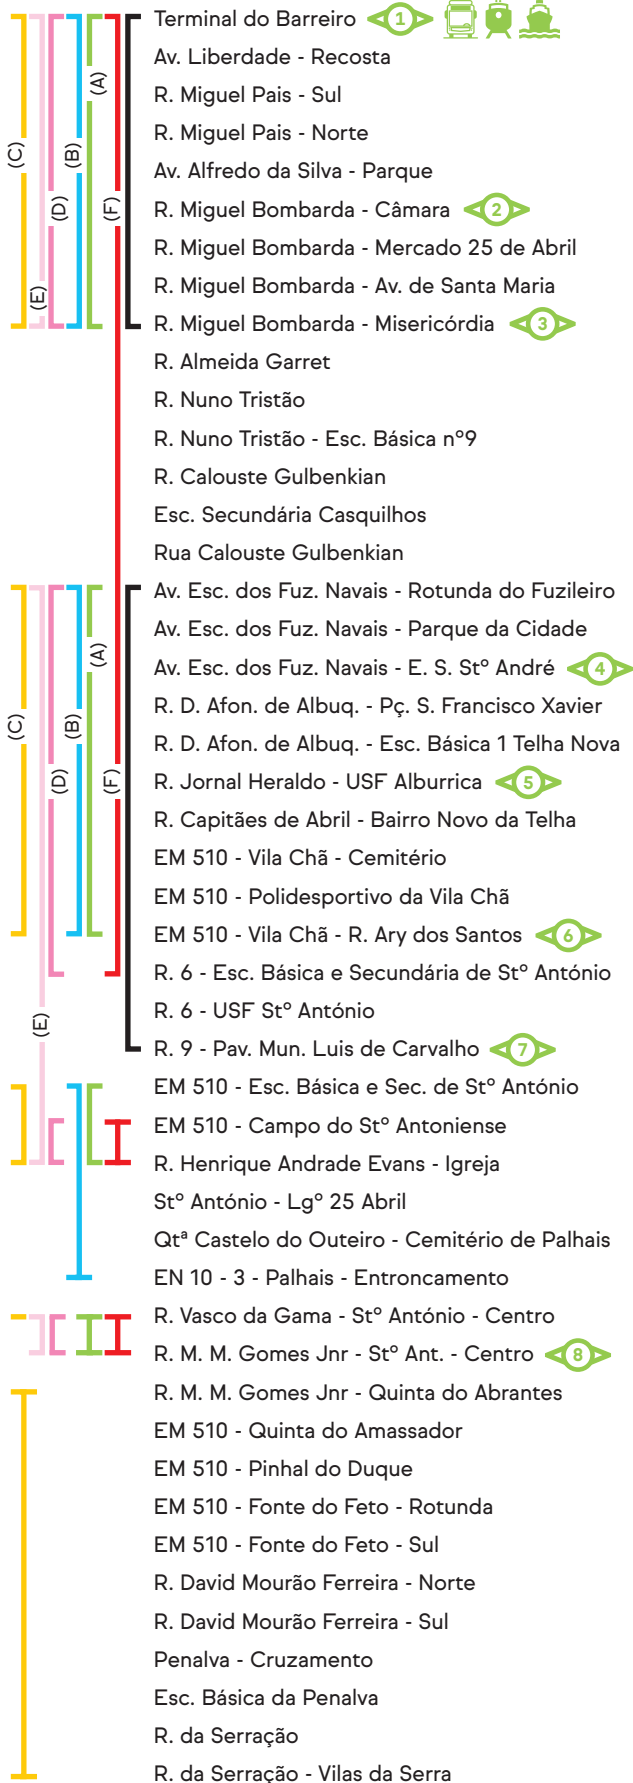 Terminal do Barreiro 1
Av. Liberdade - Recosta
(A)
R. Miguel Pais - Sul
R. Miguel Pais - Norte
(C)
(B)
Av. Alfredo da Silva - Parque
(D)
(F)
R. Miguel Bombarda - Câmara 2
R. Miguel Bombarda - Mercado 25 de Abril
R. Miguel Bombarda - Av. de Santa Maria
(E)
R. Miguel Bombarda - Misericórdia 3
R. Almeida Garret
R. Nuno Tristão
R. Nuno Tristão - Esc. Básica nº9
R. Calouste Gulbenkian
Esc. Secundária Casquilhos
Rua Calouste Gulbenkian
Av. Esc. dos Fuz. Navais - Rotunda do Fuzileiro
Av. Esc. dos Fuz. Navais - Parque da Cidade
(A)
Av. Esc. dos Fuz. Navais - E. S. Stº André 4
R. D. Afon. de Albuq. - Pç. S. Francisco Xavier
(C)
(B)
R. D. Afon. de Albuq. - Esc. Básica 1 Telha Nova
(D)
(F)
R. Jornal Heraldo - USF Alburrica 5
R. Capitães de Abril - Bairro Novo da Telha
EM 510 - Vila Chã - Cemitério
EM 510 - Polidesportivo da Vila Chã
EM 510 - Vila Chã - R. Ary dos Santos 6
R. 6 - Esc. Básica e Secundária de Stº António
R. 6 - USF Stº António
(E)
R. 9 - Pav. Mun. Luis de Carvalho 7
EM 510 - Esc. Básica e Sec. de Stº António
EM 510 - Campo do Stº Antoniense
R. Henrique Andrade Evans - Igreja
Stº António - Lgº 25 Abril
Qtª Castelo do Outeiro - Cemitério de Palhais
EN 10 - 3 - Palhais - Entroncamento
R. Vasco da Gama - Stº António - Centro
R. M. M. Gomes Jnr - Stº Ant. - Centro 8
R. M. M. Gomes Jnr - Quinta do Abrantes
EM 510 - Quinta do Amassador
EM 510 - Pinhal do Duque
EM 510 - Fonte do Feto - Rotunda
EM 510 - Fonte do Feto - Sul
R. David Mourão Ferreira - Norte
R. David Mourão Ferreira - Sul
Penalva - Cruzamento
Esc. Básica da Penalva
R. da Serração
R. da Serração - Vilas da Serra